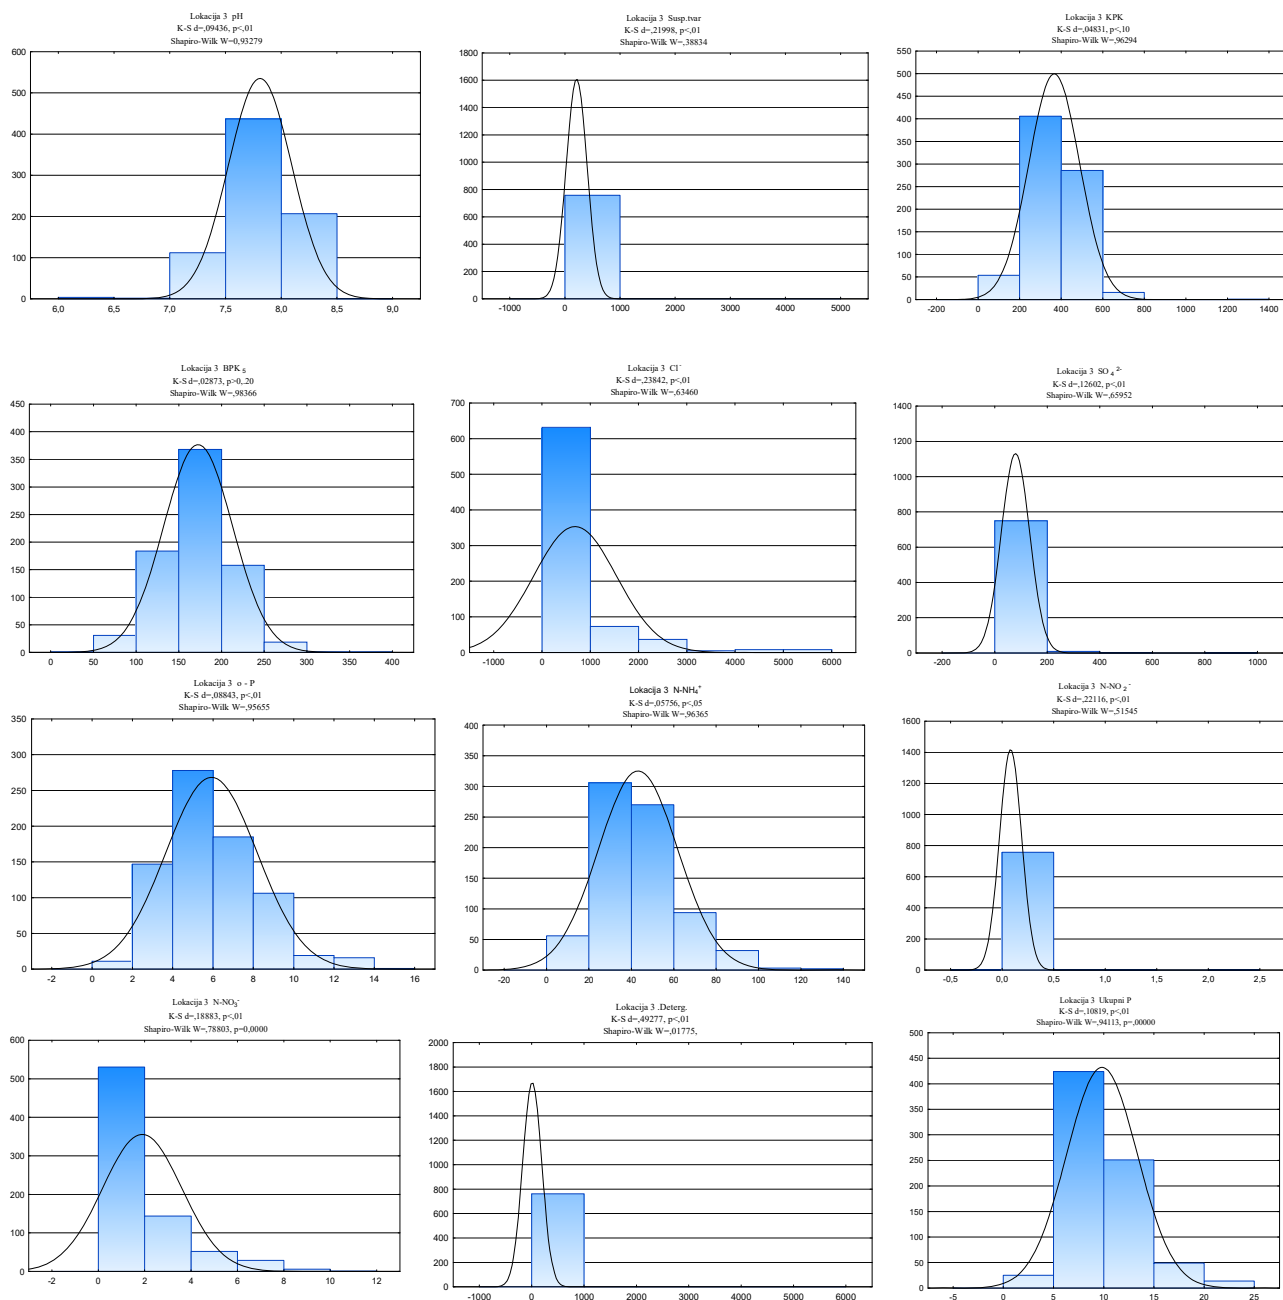 Lokacija 3 pH
K-S d=,09436, p<,01
Shapiro-Wilk W=0,93279
600
500
400
300
200
100
0
6,0 6,5 7,0 7,5 8,0 8,5 9,0
Lokacija 3 Susp.tvar
K-S d=,21998, p<,01
Shapiro-Wilk W=,38834
1800
1600
1400
1200
1000
800
600
400
200
0
-1000 0 1000 2000 3000 4000 5000
Lokacija 3 KPK
K-S d=,04831, p<,10
Shapiro-Wilk W=,96294
550
500
450
400
350
300
250
200
150
100
50
0
-200 0 200 400 600 800 1000 1200 1400
Lokacija 3 BPK 5
K-S d=,02873, p>0,.20
Shapiro-Wilk W=,98366
450
400
350
300
250
200
150
100
50
0
0 50 100 150 200 250 300 350 400
Lokacija 3 Cl-
K-S d=,23842, p<,01
Shapiro-Wilk W=,63460
700
600
500
400
300
200
100
0
-1000 0 1000 2000 3000 4000 5000 6000
Lokacija 3 SO 4 2-
K-S d=,12602, p<,01
Shapiro-Wilk W=,65952
1400
1200
1000
800
600
400
200
0
-200 0 200 400 600 800 1000
Lokacija 3 o - P
K-S d=,08843, p<,01
Shapiro-Wilk W=,95655
350
300
250
200
150
100
50
0
-2 0 2 4 6 8 10 12 14 16
Lokacija 3 N-NH4+
K-S d=,05756, p<,05
Shapiro-Wilk W=,96365
400
350
300
250
200
150
100
50
0
-20 0 20 40 60 80 100 120 140
Lokacija 3 N-NO 2 -
K-S d=,22116, p<,01
Shapiro-Wilk W=,51545
1600
1400
1200
1000
800
600
400
200
0
-0,5 0,0 0,5 1,0 1,5 2,0 2,5
Lokacija 3 N-NO3-
K-S d=,18883, p<,01
Shapiro-Wilk W=,78803, p=0,0000
600
500
400
300
200
100
0
-2 0 2 4 6 8 10 12
Lokacija 3 .Deterg.
K-S d=,49277, p<,01
Shapiro-Wilk W=,01775,
2000
1800
1600
1400
1200
1000
800
600
400
200
0
-1000 0 1000 2000 3000 4000 5000 6000
Lokacija 3 Ukupni P
K-S d=,10819, p<,01
Shapiro-Wilk W=,94113, p=,00000
500
450
400
350
300
250
200
150
100
50
0
-5 0 5 10 15 20 25